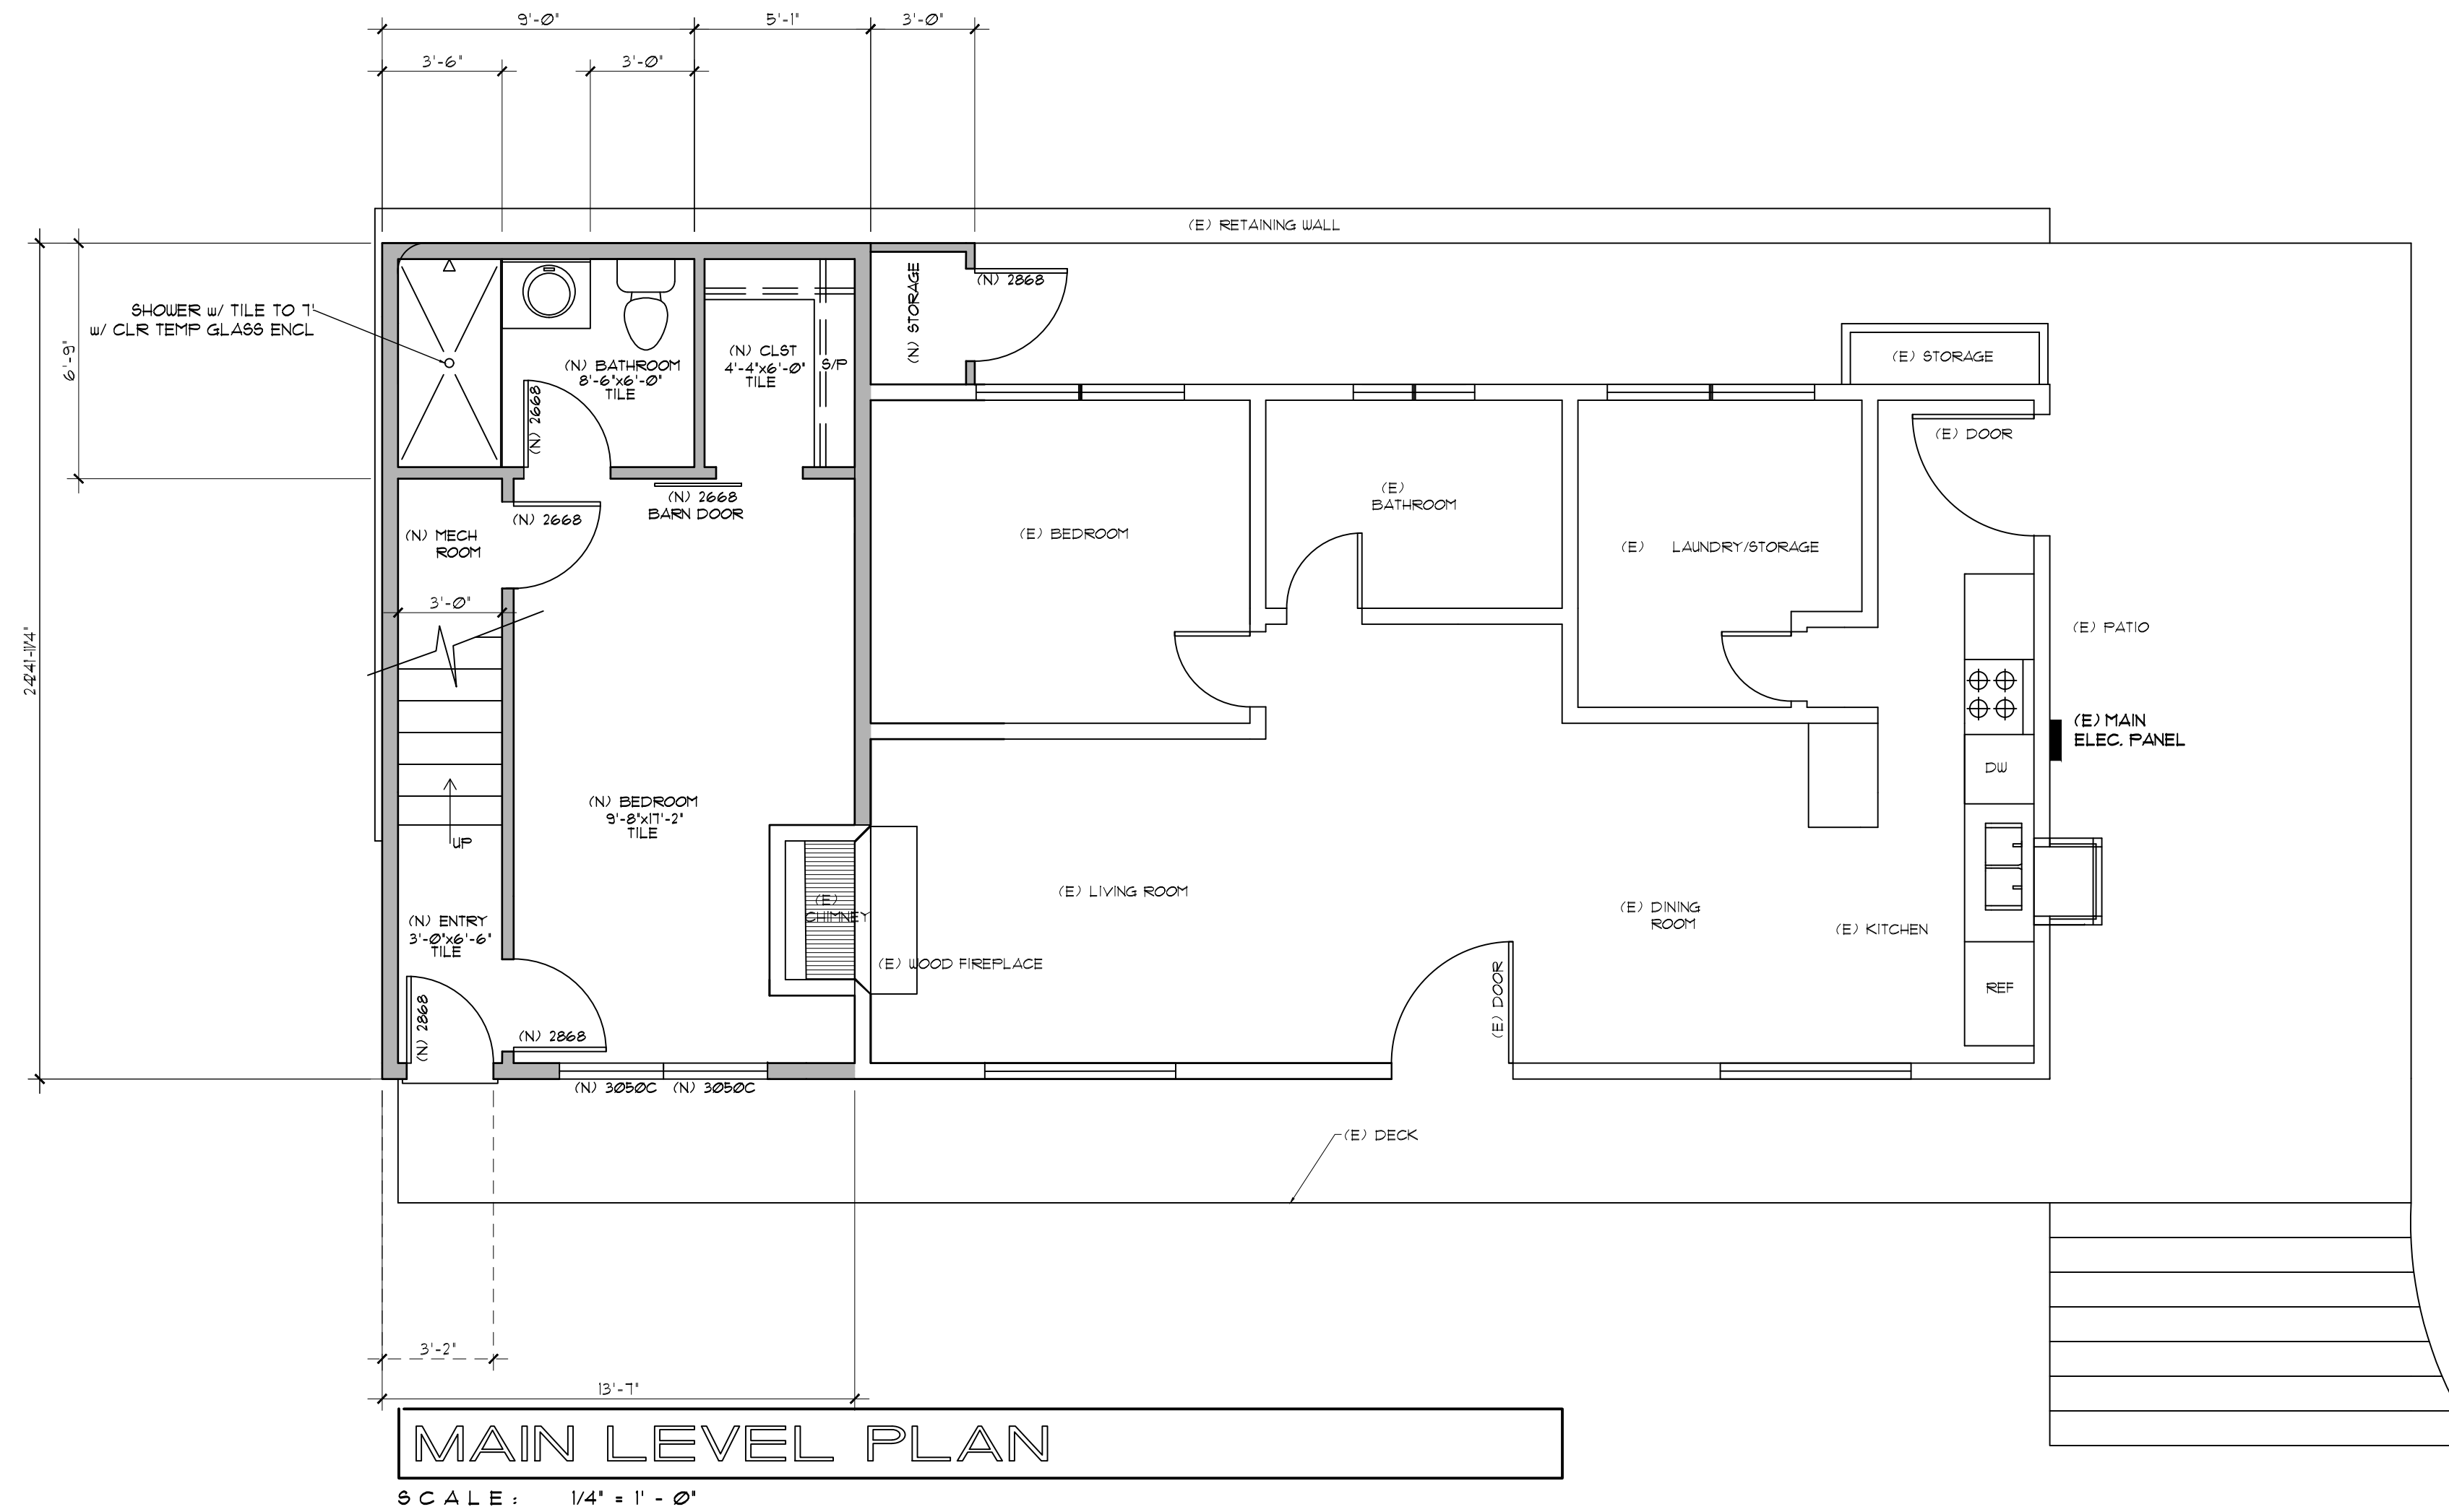 9'-0" 5'-1" 3'-0"
3'-6" 3'-0"
(E) RETAINING WALL
SHOWER w/ TILE TO 7'
w/ CLR TEMP GLASS ENCL
6'-9"
(N) BATHROOM
8'-6"x6'-0"
TILE
(N) 2668
(N) CLST
4'-4"x6'-0"
TILE
S/P
(N) STORAGE
(N) 2868
(E) STORAGE
(E) DOOR
(N) 2668
BARN DOOR
(N) 2668
(N) MECH
ROOM
3'-0"
(E) BEDROOM
(E)
BATHROOM
(E) LAUNDRY/STORAGE
(E) PATIO
(E) MAIN
ELEC. PANEL
DW
(N) BEDROOM
9'-8"x17'-2"
TILE
UP
(N) ENTRY
3'-0"x6'-6"
TILE
(E)
CHIMNEY
(E) LIVING ROOM
(E) DINING
ROOM
(E) KITCHEN
(E) WOOD FIREPLACE
(E) DOOR
REF
(N) 2868
(N) 2868
(N) 3050C (N) 3050C
(E) DECK
3'-2"
13'-7"
MAIN LEVEL PLAN
SCALE: 1/4" = 1' - 0"